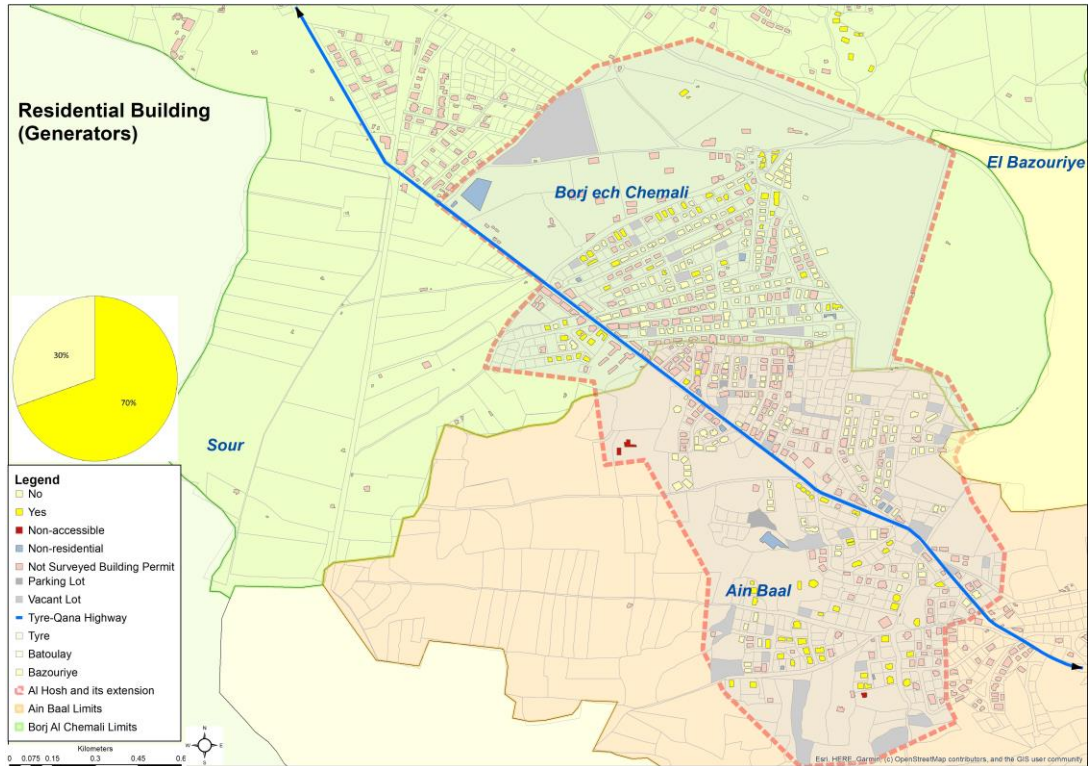 Residential Building
(Generators)
El Bazouriye
Borj ech Chemali
30%
70%
Sour
Ain Baal
Legend
No
Yes
Non-accessible
Non-residential
Not Surveyed Building Permit
Parking Lot
Vacant Lot
Tyre-Qana Highway
Tyre
Batoulay
Bazouriye
Al Hosh and its extension
Ain Baal Limits
Borj Al Chemali Limits
Kilometers
0 0.075 0.15 0.3 0.45 0.6
N
W E
S
Esri, HERE, Garmin, (c) OpenStreetMap contributors, and the GIS user community